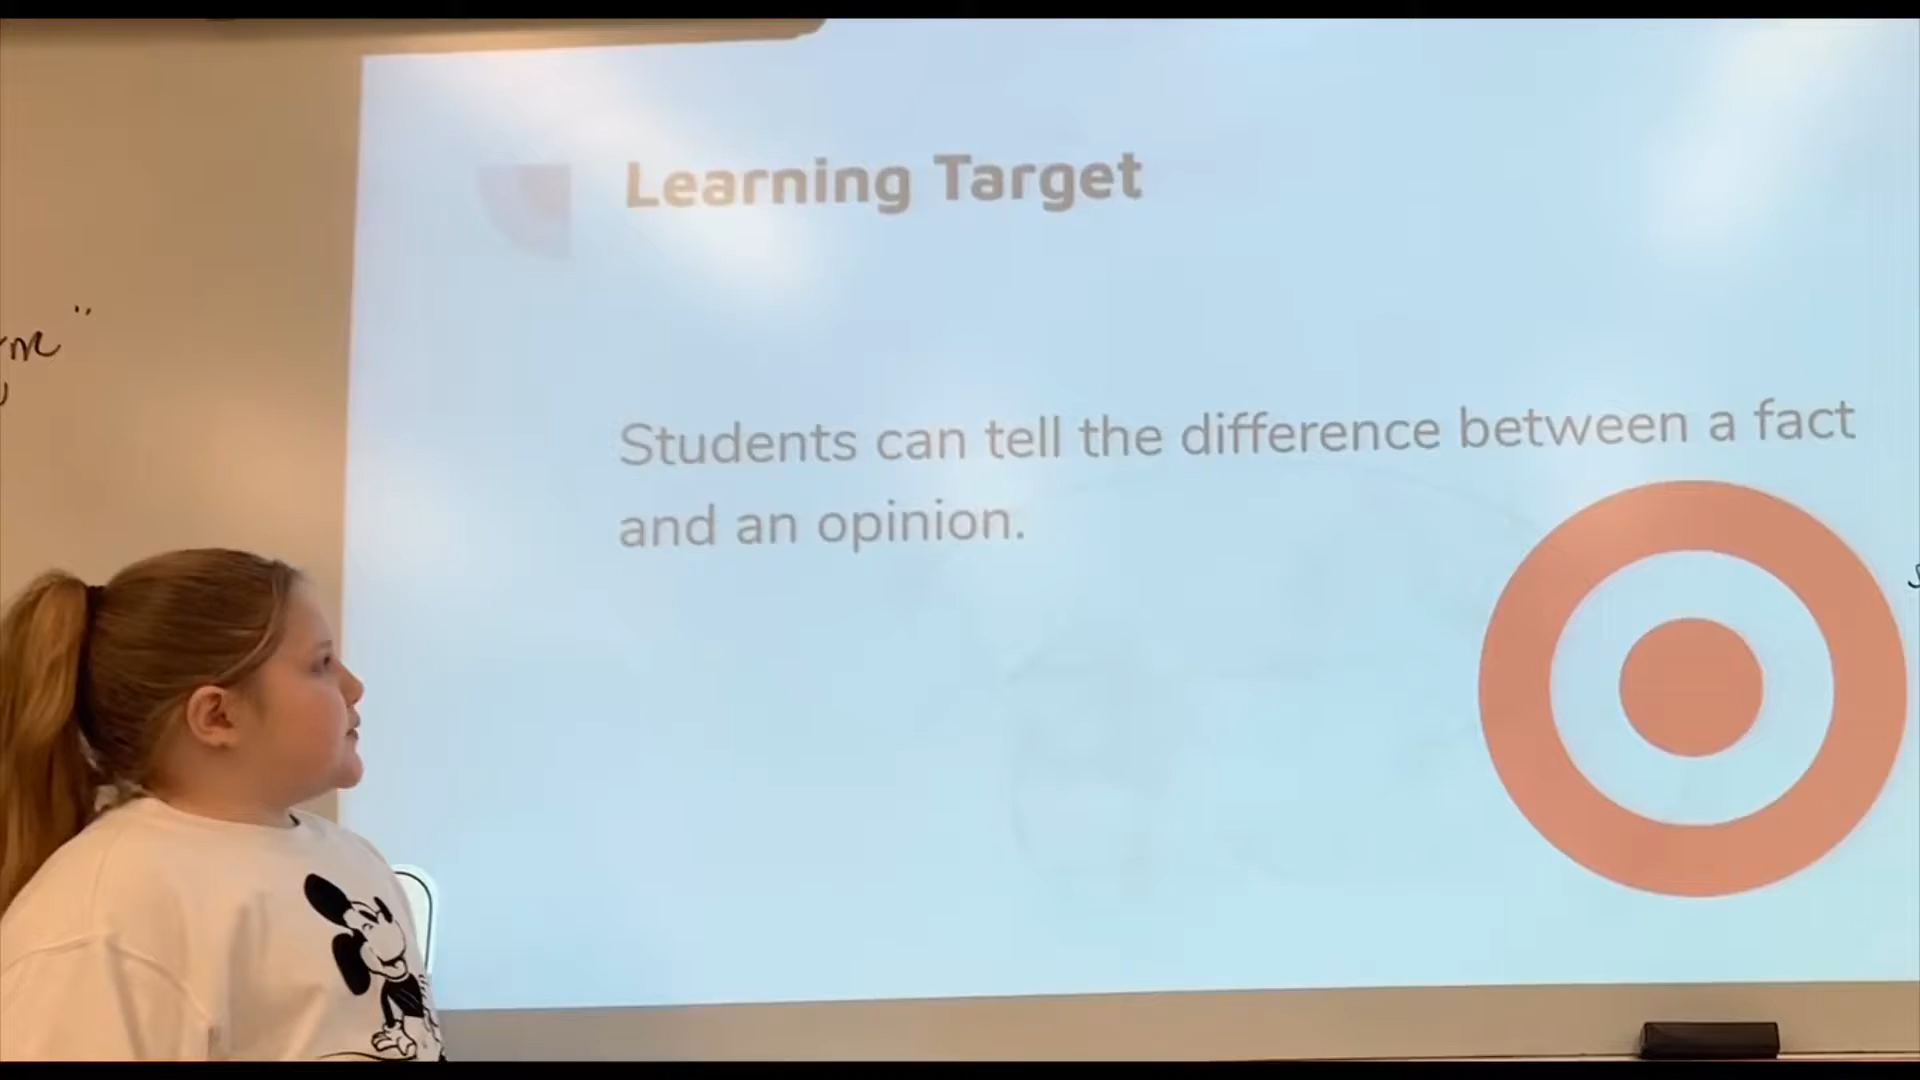 Learning Target
Students can tell the difference between a fact
and an opinion.